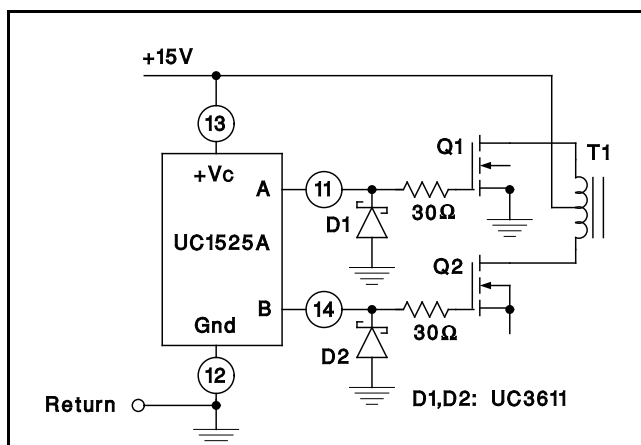 +15V
13
Q1
T1
+Vc
A
11
30Ω
D1
UC1525A
Q2
B
14
Gnd
30Ω
D2
12
D1,D2: UC3611
Return